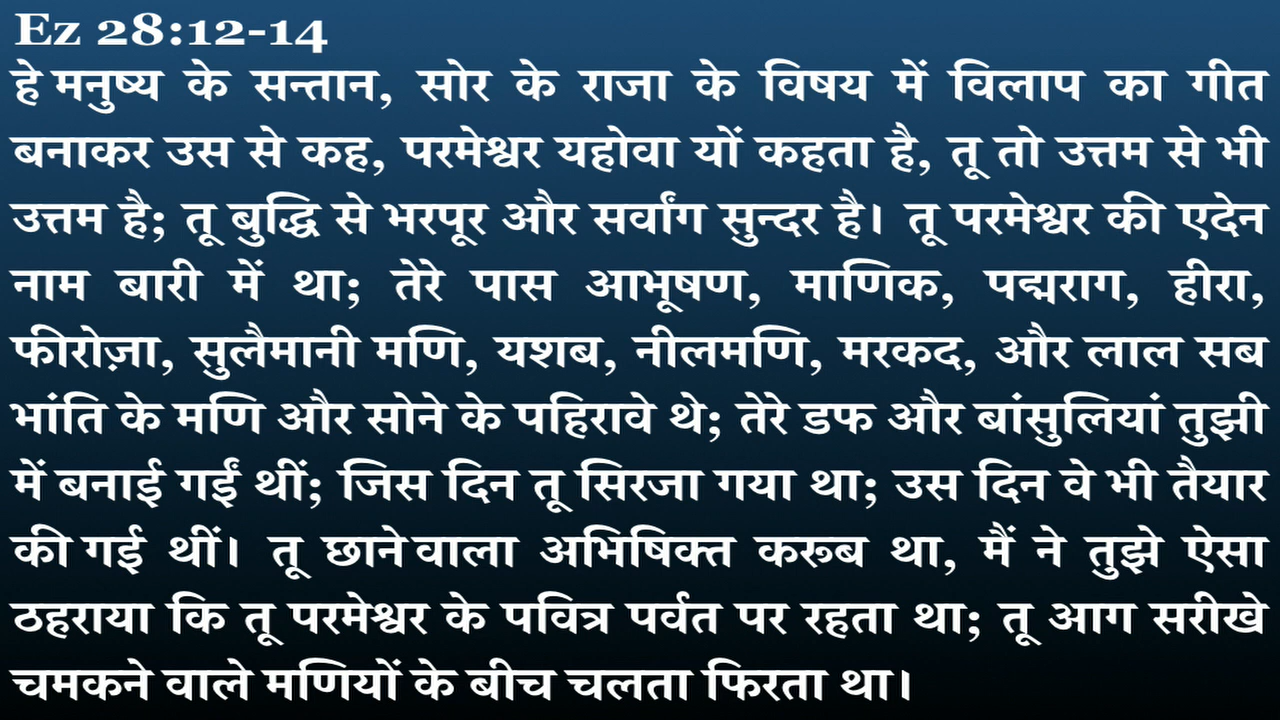 Ez 28:12-14
हे मनुष्य के सन्तान, सोर के राजा के विषय में विलाप का गीत
बनाकर उस से कह, परमेश्वर यहोवा यों कहता है, तू तो उत्तम से भी
उत्तम है; तू बुद्धि से भरपूर और सर्वांग सुन्दर है। तू परमेश्वर की एदेन
नाम बारी में था; तेरे पास आभूषण, माणिक, पद्मराग, हीरा,
फीरोज़ा, सुलैमानी मणि, यशब, नीलमणि, मरकद, और लाल सब
भांति के मणि और सोने के पहिरावे थे; तेरे डफ और बांसुलियां तुझी
में बनाई गईं थीं; जिस दिन तू सिरजा गया था; उस दिन वे भी तैयार
की गई थीं। तू छानेवाला अभिषिक्त करूब था, मैं ने तुझे ऐसा
ठहराया कि तू परमेश्वर के पवित्र पर्वत पर रहता था; तू आग सरीखे
चमकने वाले मणियों के बीच चलता फिरता था।